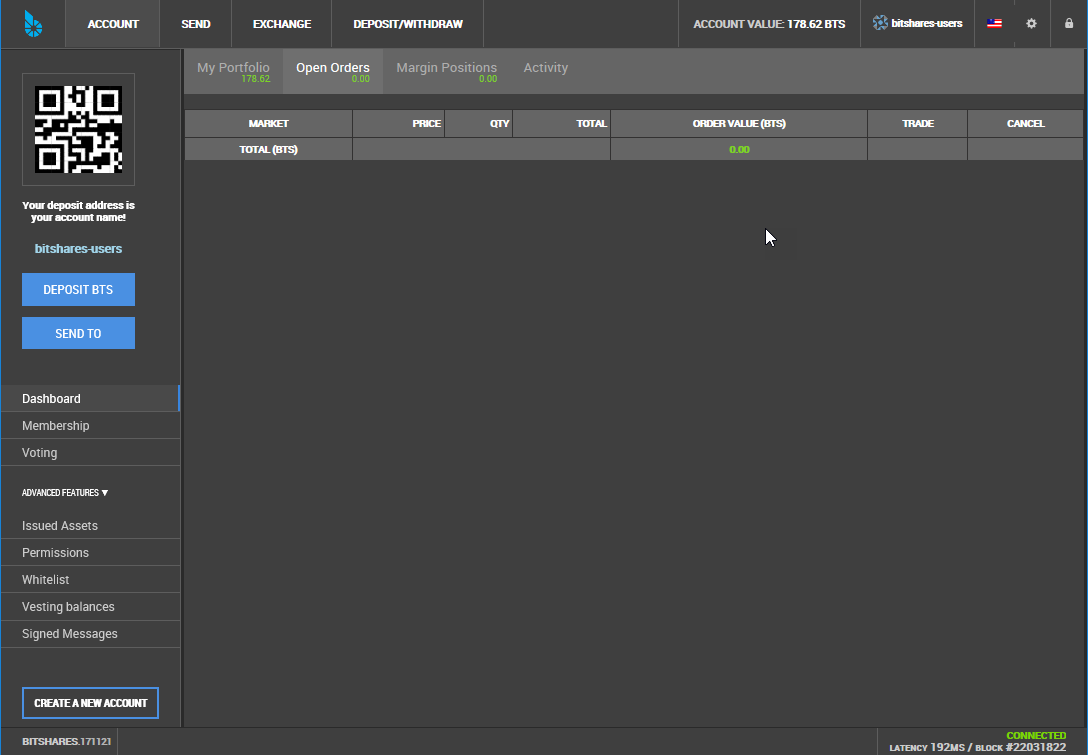 ACCOUNT SEND EXCHANGE DEPOSIT/WITHDRAW ACCOUNT VALUE: 178.62 BTS bitshares-users
My Portfolio Open Orders Margin Positions Activity
178.62 0.00 0.00
MARKET PRICE QTY TOTAL ORDER VALUE (BTS) TRADE CANCEL
TOTAL (BTS) 0.00
Your deposit address is
your account name!
bitshares-users
DEPOSIT BTS
SEND TO
Dashboard
Membership
Voting
ADVANCED FEATURES ▼
Issued Assets
Permissions
Whitelist
Vesting balances
Signed Messages
CREATE A NEW ACCOUNT
BITSHARES.171121
CONNECTED
LATENCY 192MS / BLOCK #22031822